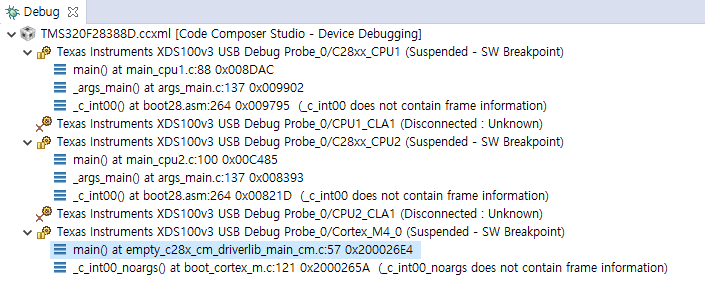 Debug
TMS320F28388D.ccxml [Code Composer Studio - Device Debugging]
Texas Instruments XDS100v3 USB Debug Probe_0/C28xx_CPU1 (Suspended - SW Breakpoint)
main() at main_cpu1.c:88 0x008DAC
_args_main() at args_main.c:137 0x009902
_c_int00() at boot28.asm:264 0x009795 (_c_int00 does not contain frame information)
Texas Instruments XDS100v3 USB Debug Probe_0/CPU1_CLA1 (Disconnected : Unknown)
Texas Instruments XDS100v3 USB Debug Probe_0/C28xx_CPU2 (Suspended - SW Breakpoint)
main() at main_cpu2.c:100 0x00C485
_args_main() at args_main.c:137 0x008393
_c_int00() at boot28.asm:264 0x00821D (_c_int00 does not contain frame information)
Texas Instruments XDS100v3 USB Debug Probe_0/CPU2_CLA1 (Disconnected : Unknown)
Texas Instruments XDS100v3 USB Debug Probe_0/Cortex_M4_0 (Suspended - SW Breakpoint)
main() at empty_c28x_cm_driverlib_main_cm.c:57 0x200026E4
_c_int00_noargs() at boot_cortex_m.c:121 0x2000265A (_c_int00_noargs does not contain frame information)